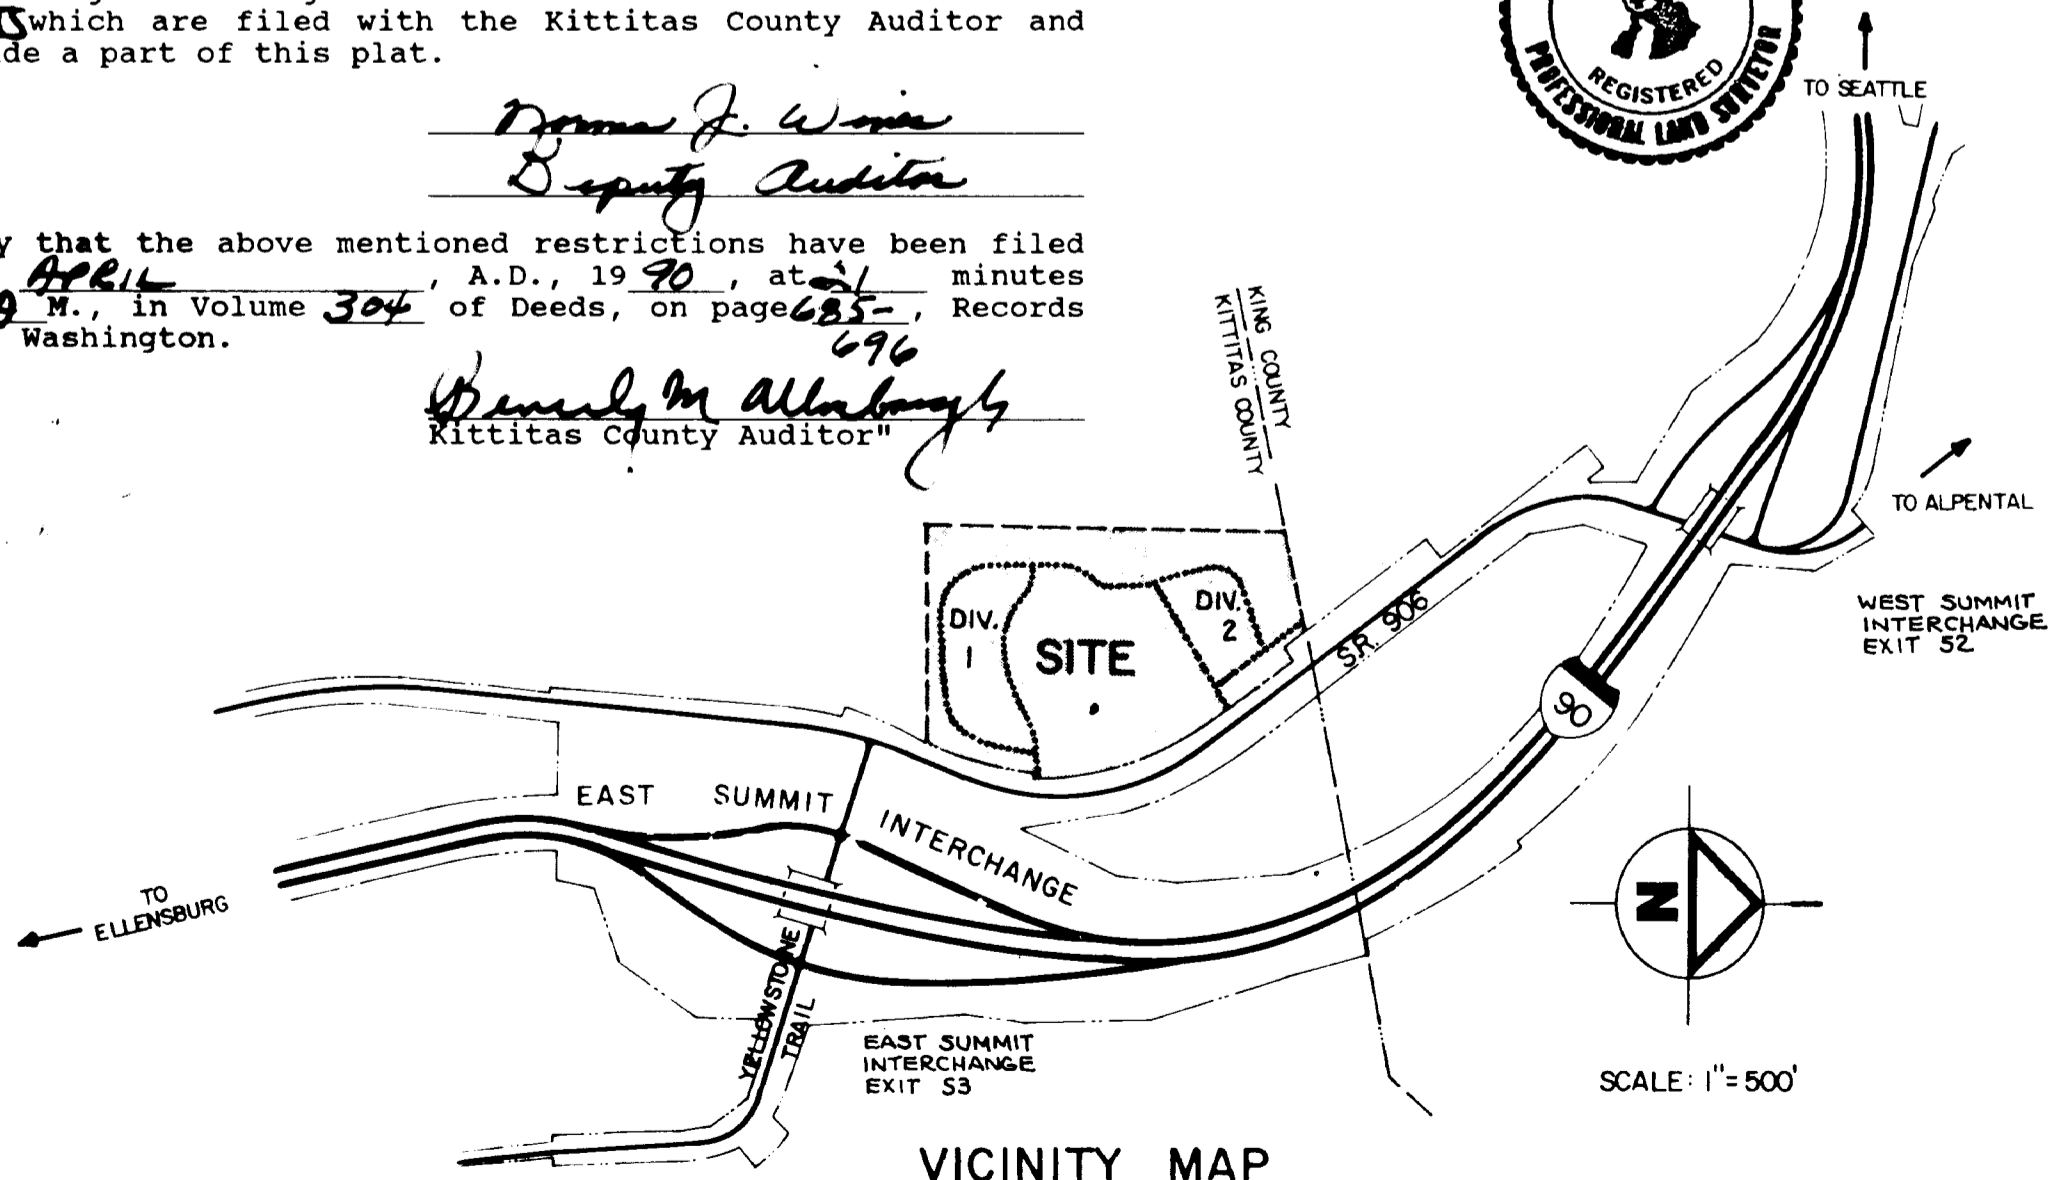 which are filed with the Kittitas County Auditor and
de a part of this plat.
J.
Deputy Auditor
y that the above mentioned restrictions have been filed
APRIL , A.D., 19 90 , at 21 minutes
M., in Volume 304 of Deeds, on page 685- , Records
696
Washington.
Beverly M Allenbaugh
Kittitas County Auditor"
REGISTERED
PROFESSIONAL LAND SURVEYOR
TO SEATTLE
KING COUNTY
KITTITAS COUNTY
TO ALPENTAL
DIV.
1
SITE
DIV.
2
S.R. 906
WEST SUMMIT
INTERCHANGE
EXIT 52
90
EAST SUMMIT INTERCHANGE
TO
ELLENSBURG
YELLOWSTONE
TRAIL
N
EAST SUMMIT
INTERCHANGE
EXIT 53
SCALE: 1"= 500'
VICINITY MAP